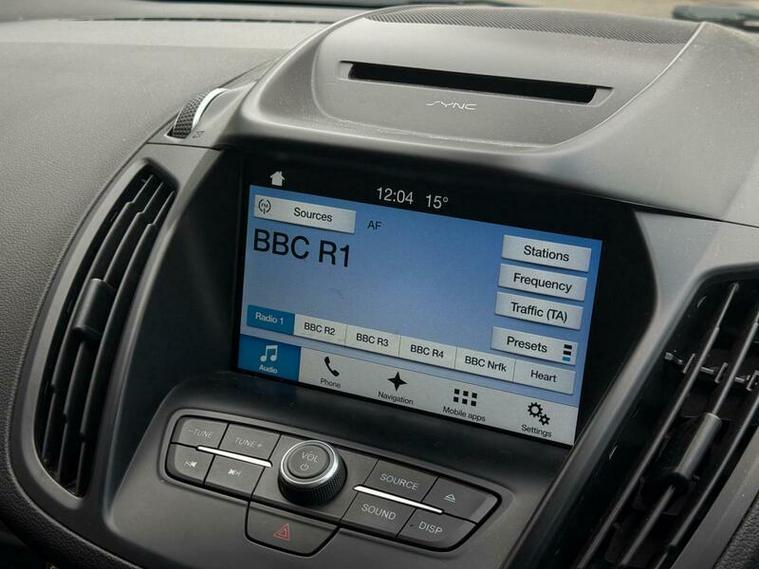 SYNC
12:04 15°
FM
Sources
AF
BBC R1
Stations
Frequency
Traffic (TA)
Presets
Radio 1
BBC R2
BBC R3
BBC R4
BBC Nrfk
Heart
Audio
Phone
Navigation
Mobile apps
Settings
-TUNE
TUNE+
VOL
SOURCE
SOUND
DISP